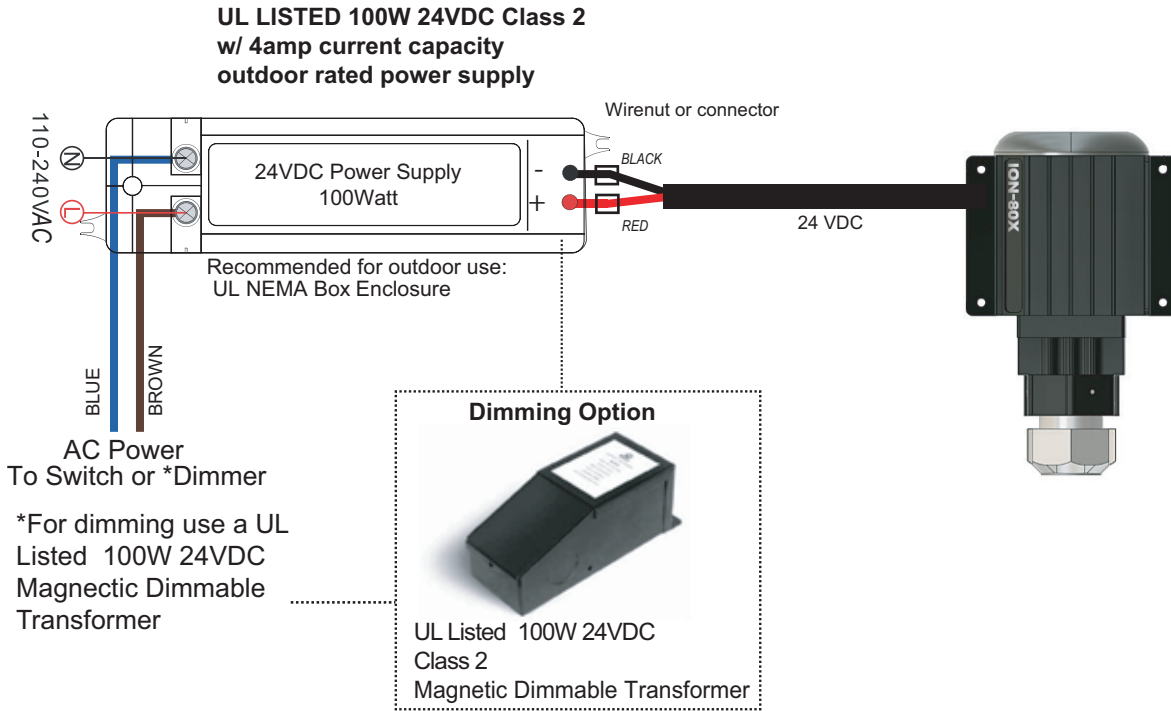 UL LISTED 100W 24VDC Class 2
w/ 4amp current capacity
outdoor rated power supply
Wirenut or connector
110-240VAC
N
L
24VDC Power Supply
100Watt
-
+
BLACK
RED
24 VDC
ION-80X
Recommended for outdoor use:
UL NEMA Box Enclosure
BLUE
BROWN
AC Power
To Switch or *Dimmer
*For dimming use a UL
Listed 100W 24VDC
Magnectic Dimmable
Transformer
Dimming Option
UL Listed 100W 24VDC
Class 2
Magnetic Dimmable Transformer